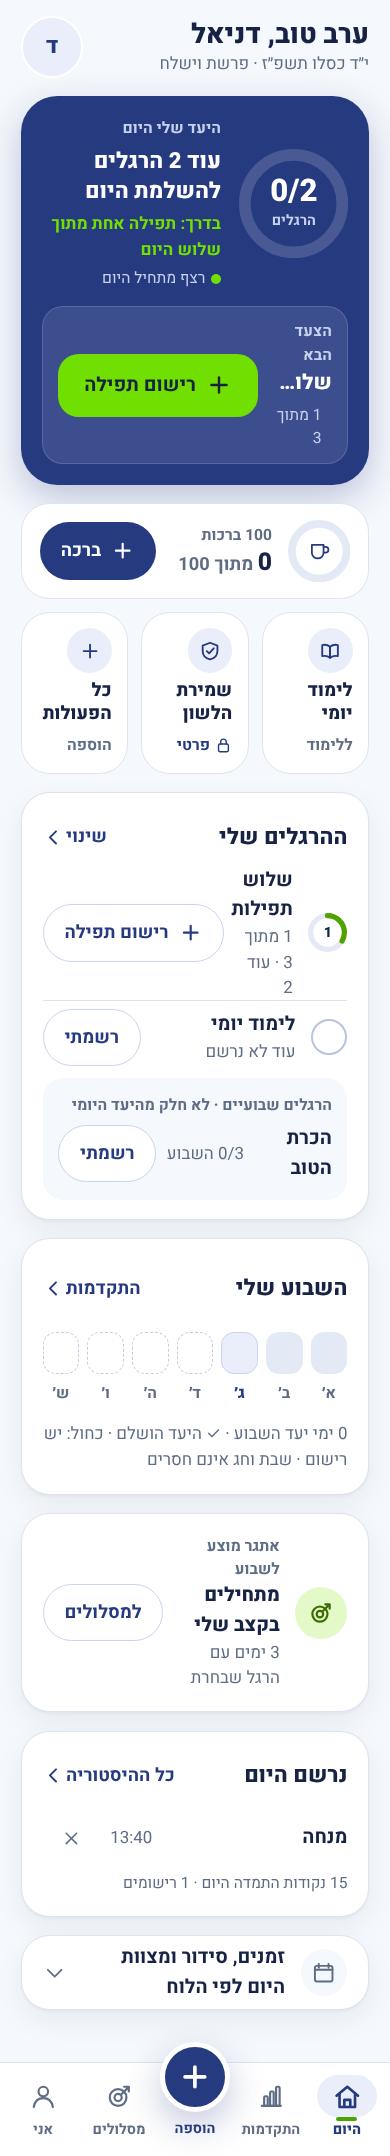 ערב טוב, דניאל
י״ד כסלו תשפ״ז · פרשת וישלח
ד
היעד שלי היום
עוד 2 הרגלים
להשלמת היום
בדרך: תפילה אחת מתוך
שלוש היום
רצף מתחיל היום
0/2
הרגלים
הצעד
הבא
שלו...
1 מתוך
3
רישום תפילה
100 ברכות
0 מתוך 100
ברכה
לימוד
יומי
ללימוד
שמירת
הלשון
פרטי
כל
הפעולות
הוספה
ההרגלים שלי
שינוי
1
שלוש
תפילות
1 מתוך
3 · עוד
2
רישום תפילה
לימוד יומי
עוד לא נרשם
רשמתי
הרגלים שבועיים · לא חלק מהיעד היומי
הכרת
הטוב
0/3 השבוע
רשמתי
השבוע שלי
התקדמות
א׳ ב׳ ג׳ ד׳ ה׳ ו׳ ש׳
0 ימי יעד השבוע · ✓ היעד הושלם · כחול: יש
רישום · שבת וחג אינם חסרים
אתגר מוצע
לשבוע
מתחילים
בקצב שלי
3 ימים עם
הרגל שבחרת
למסלולים
נרשם היום
כל ההיסטוריה
מנחה
13:40
15 נקודות התמדה היום · 1 רישומים
זמנים, סידור ומצוות
היום לפי הלוח
היום
התקדמות
הוספה
מסלולים
אני